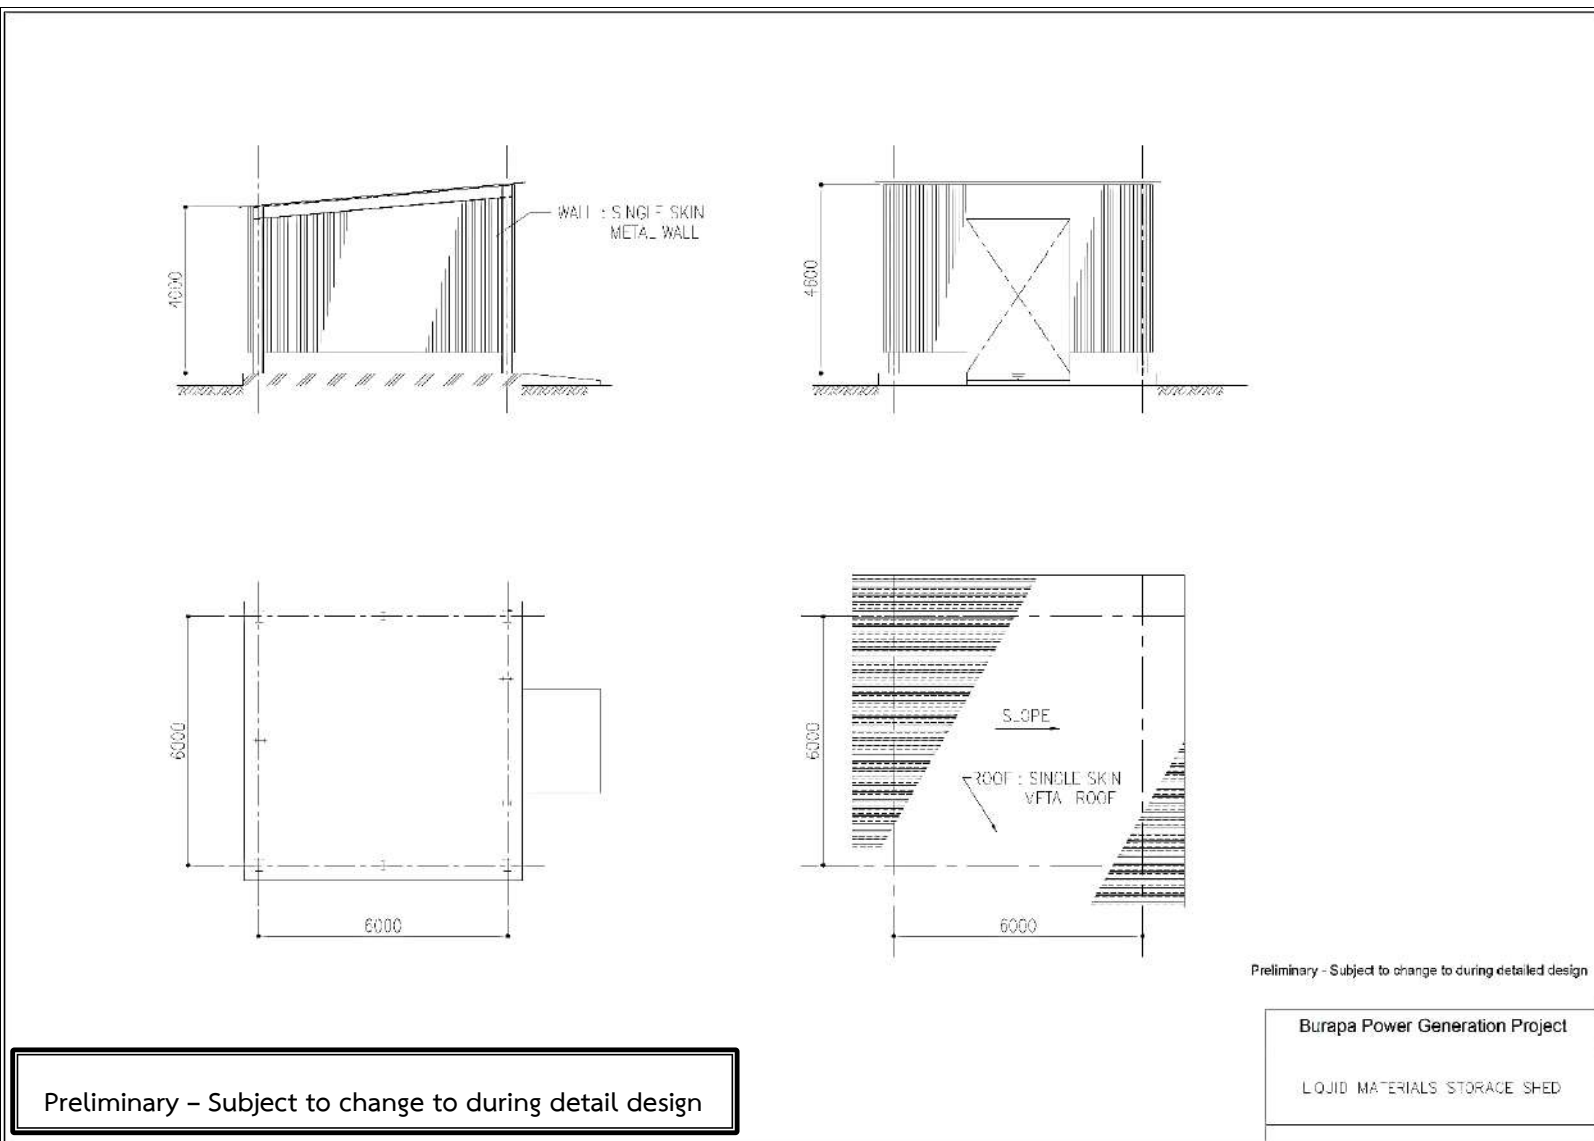 WALL : SINGLE SKIN
METAL WALL
4000
4600
6000
6000
SLOPE
ROOF : SINGLE SKIN
METAL ROOF
6000
6000
Preliminary - Subject to change to during detailed design
Burapa Power Generation Project
LIQUID MATERIALS STORAGE SHED
Preliminary – Subject to change to during detail design